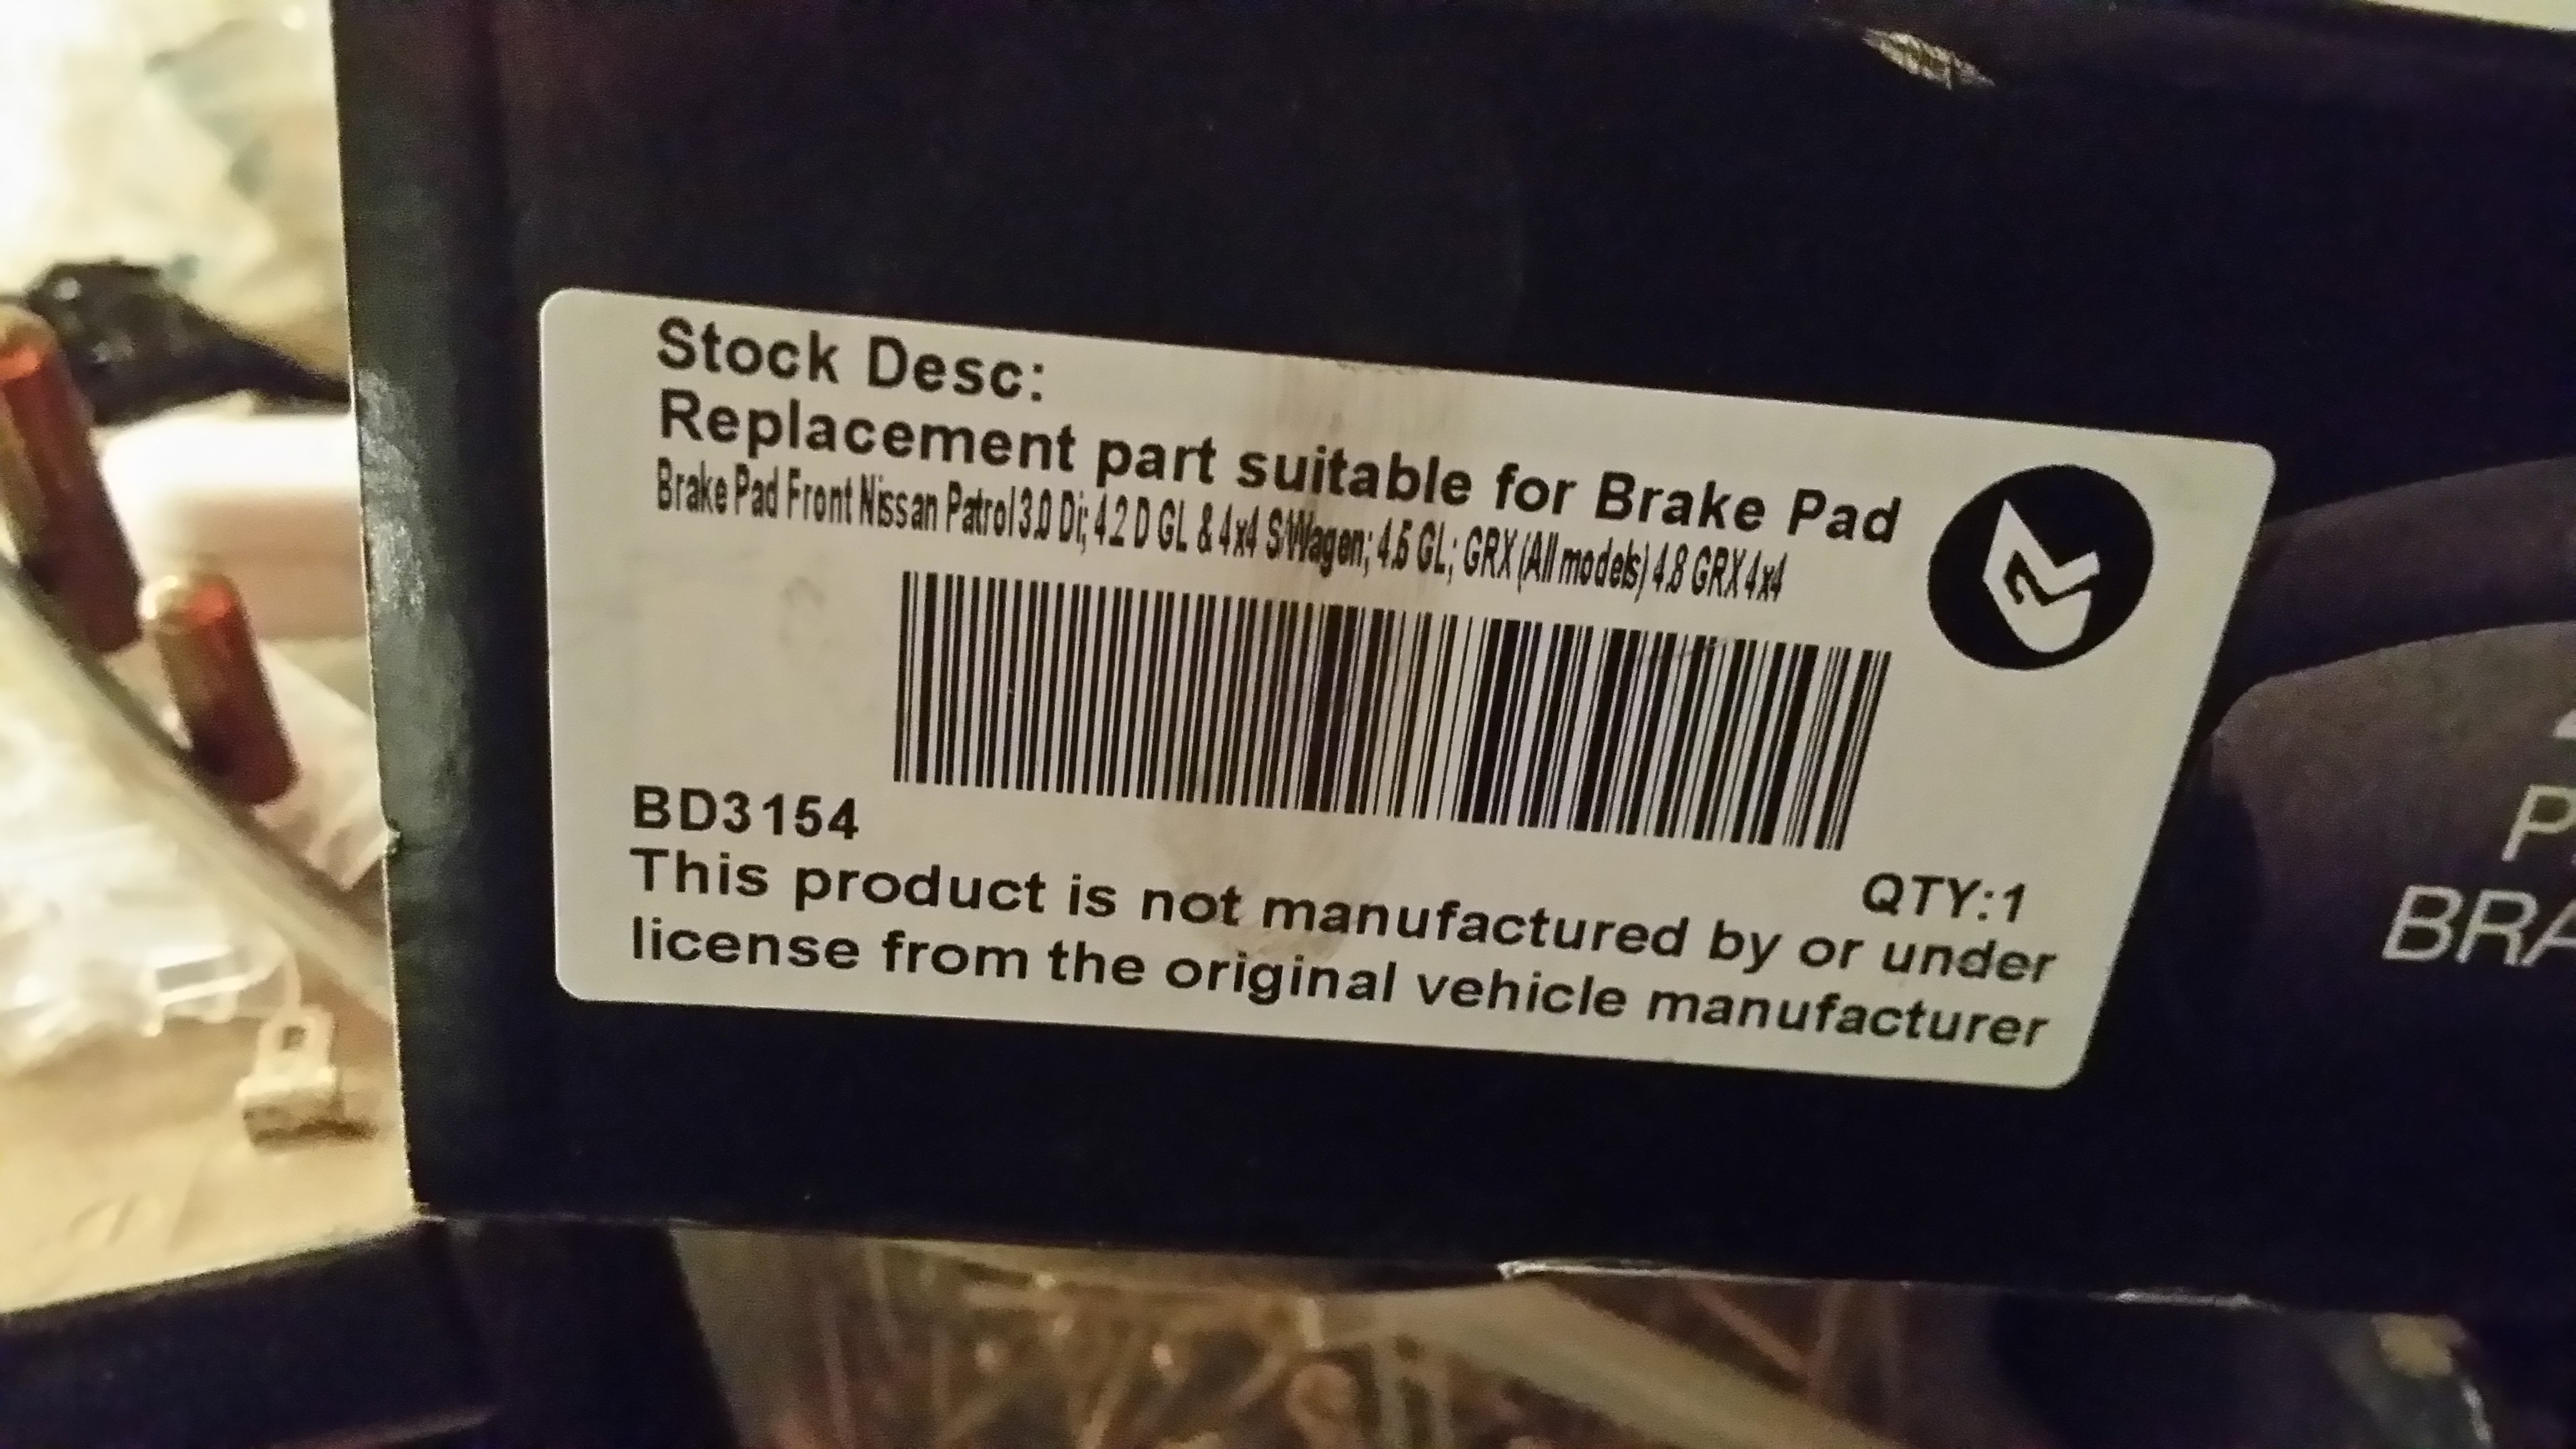 Stock Desc:
Replacement part suitable for Brake Pad
Brake Pad Front Nissan Patrol 3.0 Di; 4.2 D GL & 4x4 S/Wagen; 4.5 GL; GRX (All models) 4.8 GRX 4x4
BD3154
QTY:1
This product is not manufactured by or under
license from the original vehicle manufacturer
P
BRA